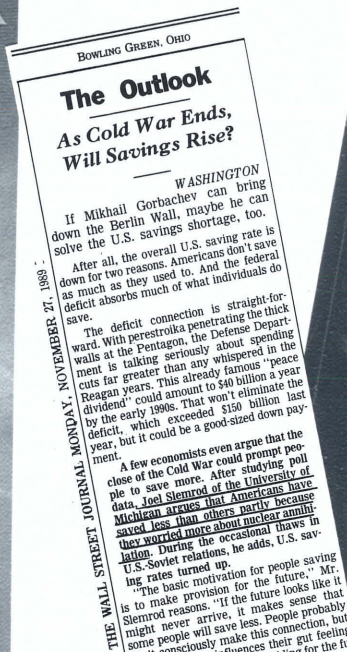 BOWLING GREEN, OHIO
The Outlook
As Cold War Ends,
Will Savings Rise?
WASHINGTON
If Mikhail Gorbachev can bring
down the Berlin Wall, maybe he can
solve the U.S. savings shortage, too.
After all, the overall U.S. saving rate is
down for two reasons. Americans don't save
as much as they used to. And the federal
deficit absorbs much of what individuals do
save.
The deficit connection is straight-for-
ward. With perestroika penetrating the thick
walls at the Pentagon, the Defense Depart-
ment is talking seriously about spending
cuts far greater than any whispered in the
Reagan years. This already famous "peace
dividend" could amount to $40 billion a year
by the early 1990s. That won't eliminate the
deficit, which exceeded $150 billion last
year, but it could be a good-sized down pay-
ment.
A few economists even argue that the
close of the Cold War could prompt peo-
ple to save more. After studying poll
data, Joel Slemrod of the University of
Michigan argues that Americans have
saved less than others partly because
they worried more about nuclear annihi-
lation. During the occasional thaws in
U.S.-Soviet relations, he adds, U.S. sav-
ing rates turned up.
"The basic motivation for people saving
is to make provision for the future," Mr.
Slemrod reasons. "If the future looks like it
might never arrive, it makes sense that
some people will save less. People probably
consciously make this connection, but
influences their gut feeling
for the
THE WALL STREET JOURNAL MONDAY, NOVEMBER 27, 1989 -